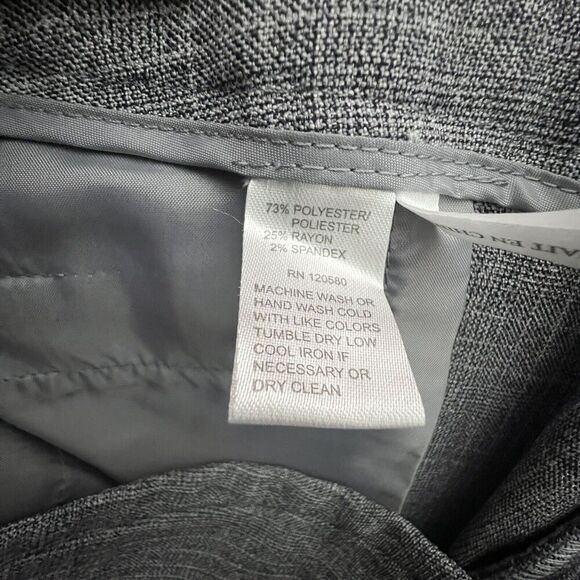 73% POLYESTER/
POLIESTER
25% RAYON
2% SPANDEX
RN 120580
MACHINE WASH OR
HAND WASH COLD
WITH LIKE COLORS
TUMBLE DRY LOW
COOL IRON IF
NECESSARY OR
DRY CLEAN
EN